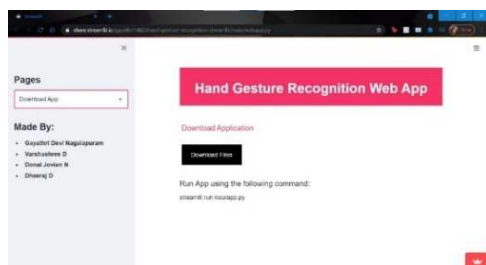 Pages
Download App
Made By:
Gayathri Devi Nagalapuram
Varshashree D
Donal Jovian N
Dheeraj D
Hand Gesture Recognition Web App
Download Application
Download Files
Run App using the following command:
streamlit run localapp.py